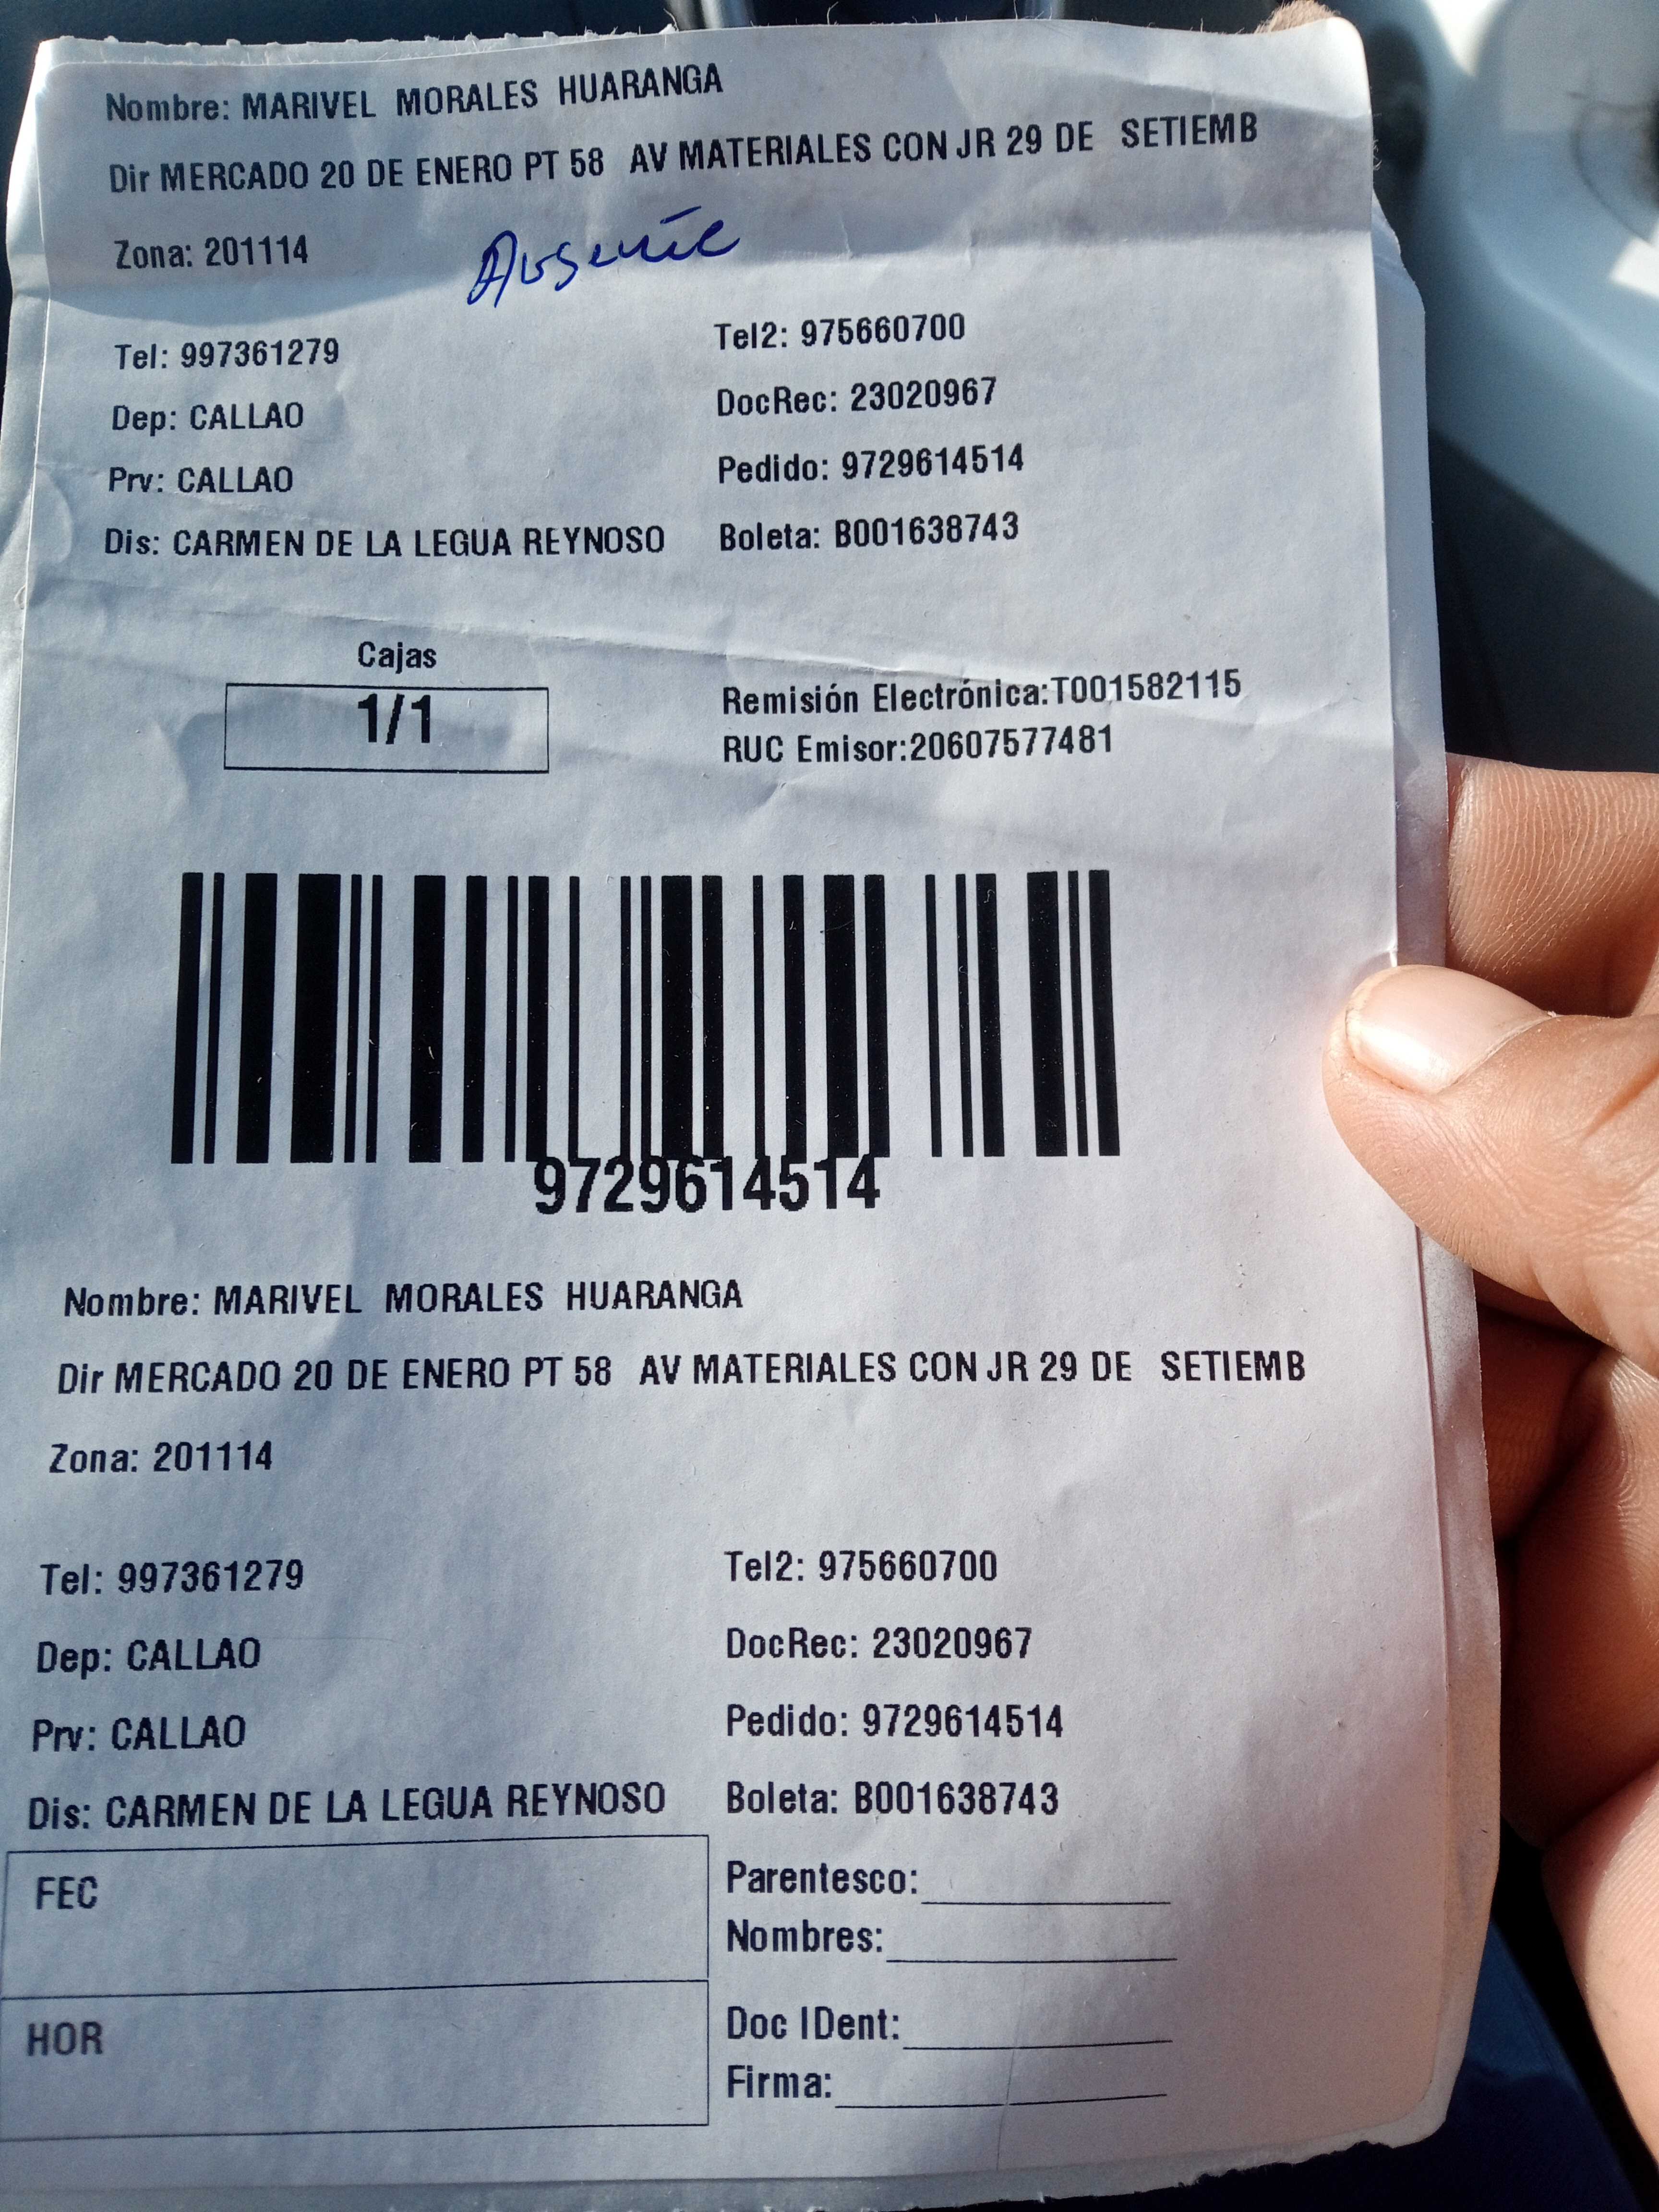 Nombre: MARIVEL MORALES HUARANGA
Dir MERCADO 20 DE ENERO PT 58 AV MATERIALES CON JR 29 DE SETIEMB
Zona: 201114
Ausente
Tel: 997361279 Tel2: 975660700
Dep: CALLAO DocRec: 23020967
Prv: CALLAO Pedido: 9729614514
Dis: CARMEN DE LA LEGUA REYNOSO Boleta: B001638743
Cajas
1/1
Remisión Electrónica:T001582115
RUC Emisor:20607577481
9729614514
Nombre: MARIVEL MORALES HUARANGA
Dir MERCADO 20 DE ENERO PT 58 AV MATERIALES CON JR 29 DE SETIEMB
Zona: 201114
Tel: 997361279 Tel2: 975660700
Dep: CALLAO DocRec: 23020967
Prv: CALLAO Pedido: 9729614514
Dis: CARMEN DE LA LEGUA REYNOSO Boleta: B001638743
FEC
Parentesco:
Nombres:
HOR
Doc IDent:
Firma: